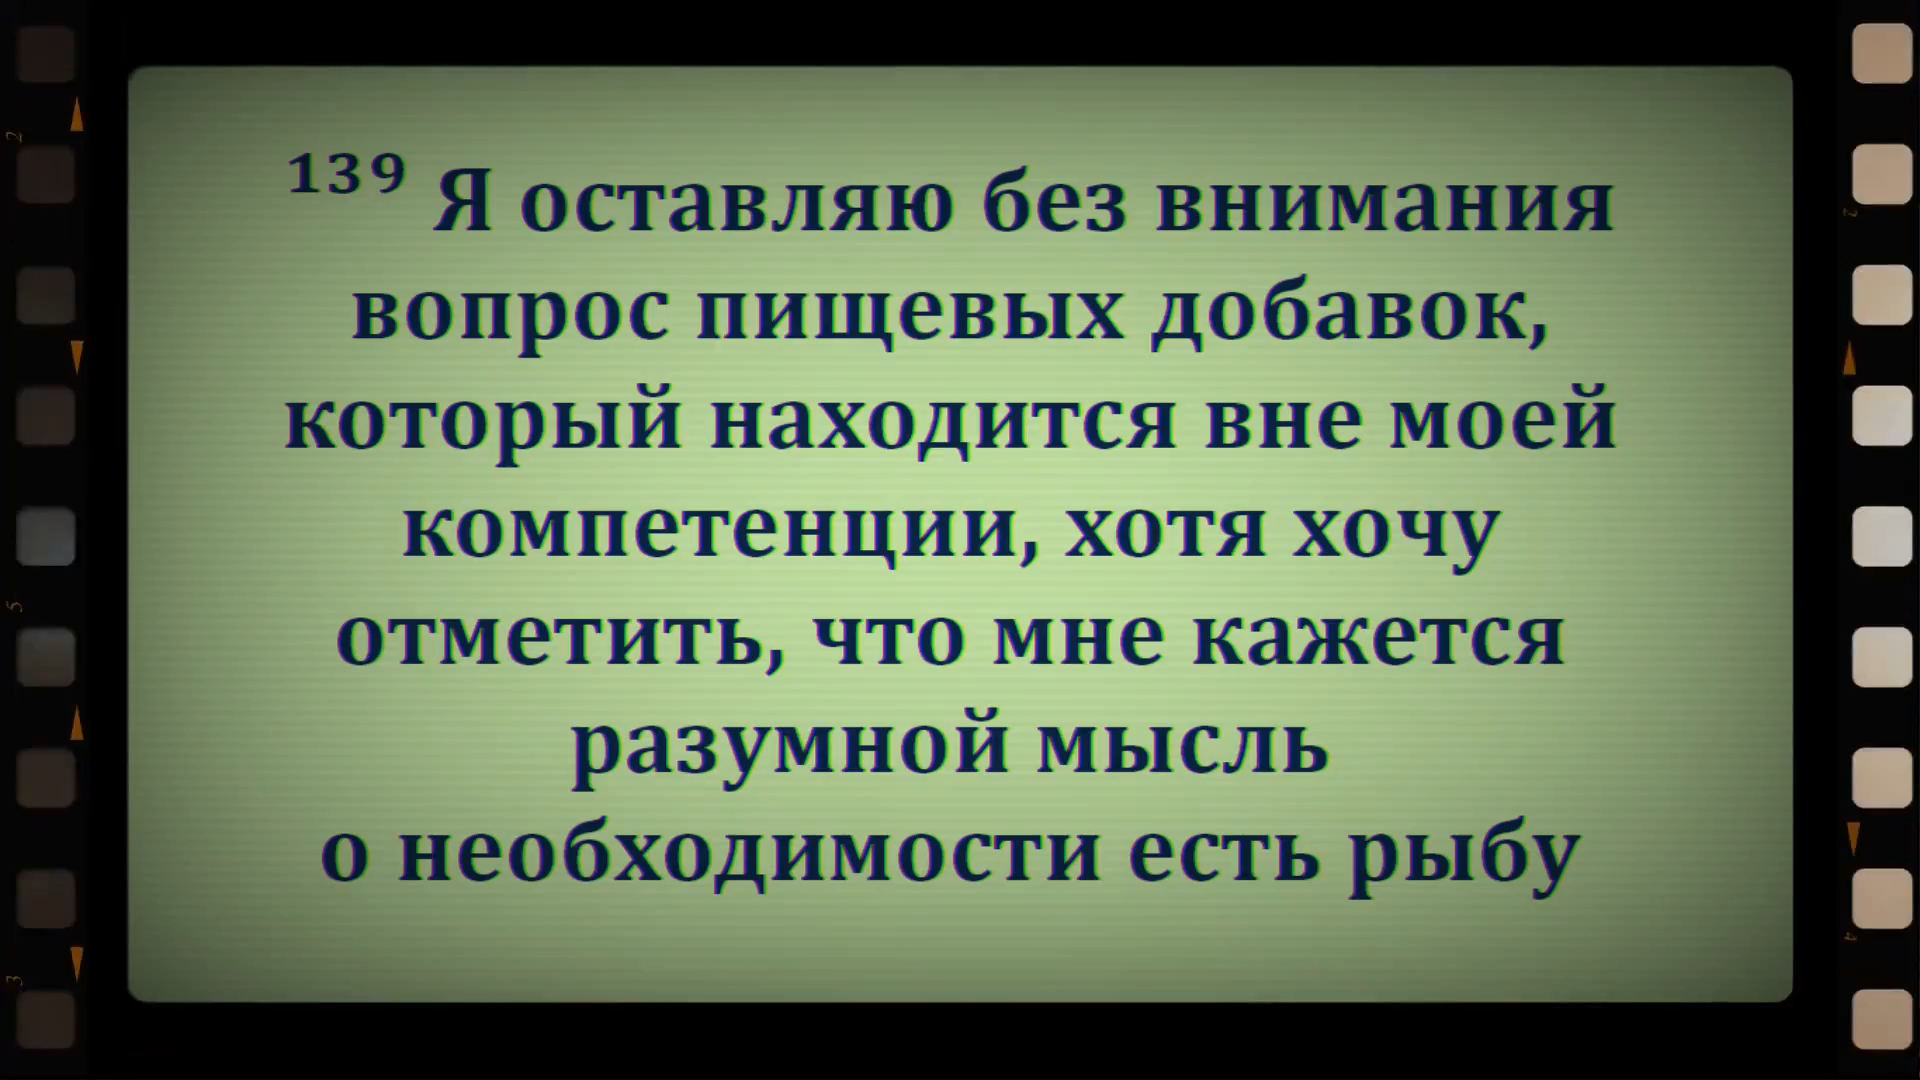 ¹³⁹ Я оставляю без внимания
вопрос пищевых добавок,
который находится вне моей
компетенции, хотя хочу
отметить, что мне кажется
разумной мысль
о необходимости есть рыбу